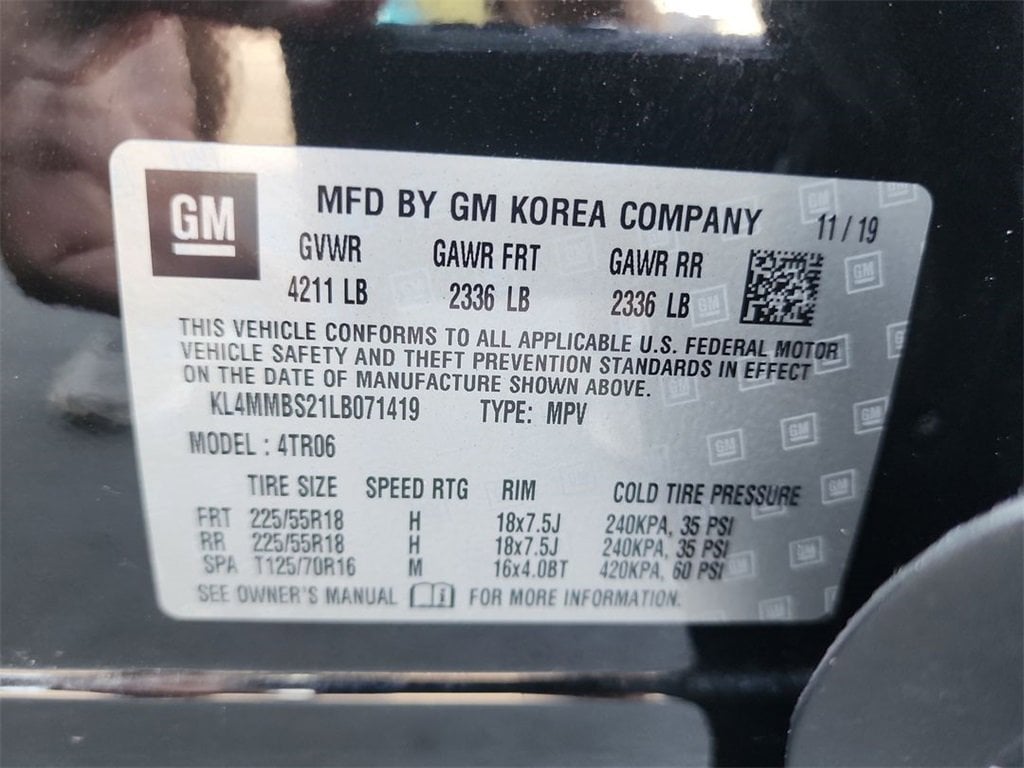 GM
MFD BY GM KOREA COMPANY 11/19
GVWR GAWR FRT GAWR RR
4211 LB 2336 LB 2336 LB
THIS VEHICLE CONFORMS TO ALL APPLICABLE U.S. FEDERAL MOTOR
VEHICLE SAFETY AND THEFT PREVENTION STANDARDS IN EFFECT
ON THE DATE OF MANUFACTURE SHOWN ABOVE.
KL4MMBS21LB071419 TYPE: MPV
MODEL : 4TR06
TIRE SIZE SPEED RTG RIM COLD TIRE PRESSURE
FRT 225/55R18 H 18x7.5J 240KPA, 35 PSI
RR 225/55R18 H 18x7.5J 240KPA, 35 PSI
SPA T125/70R16 M 16x4.0BT 420KPA, 60 PSI
SEE OWNER'S MANUAL FOR MORE INFORMATION.